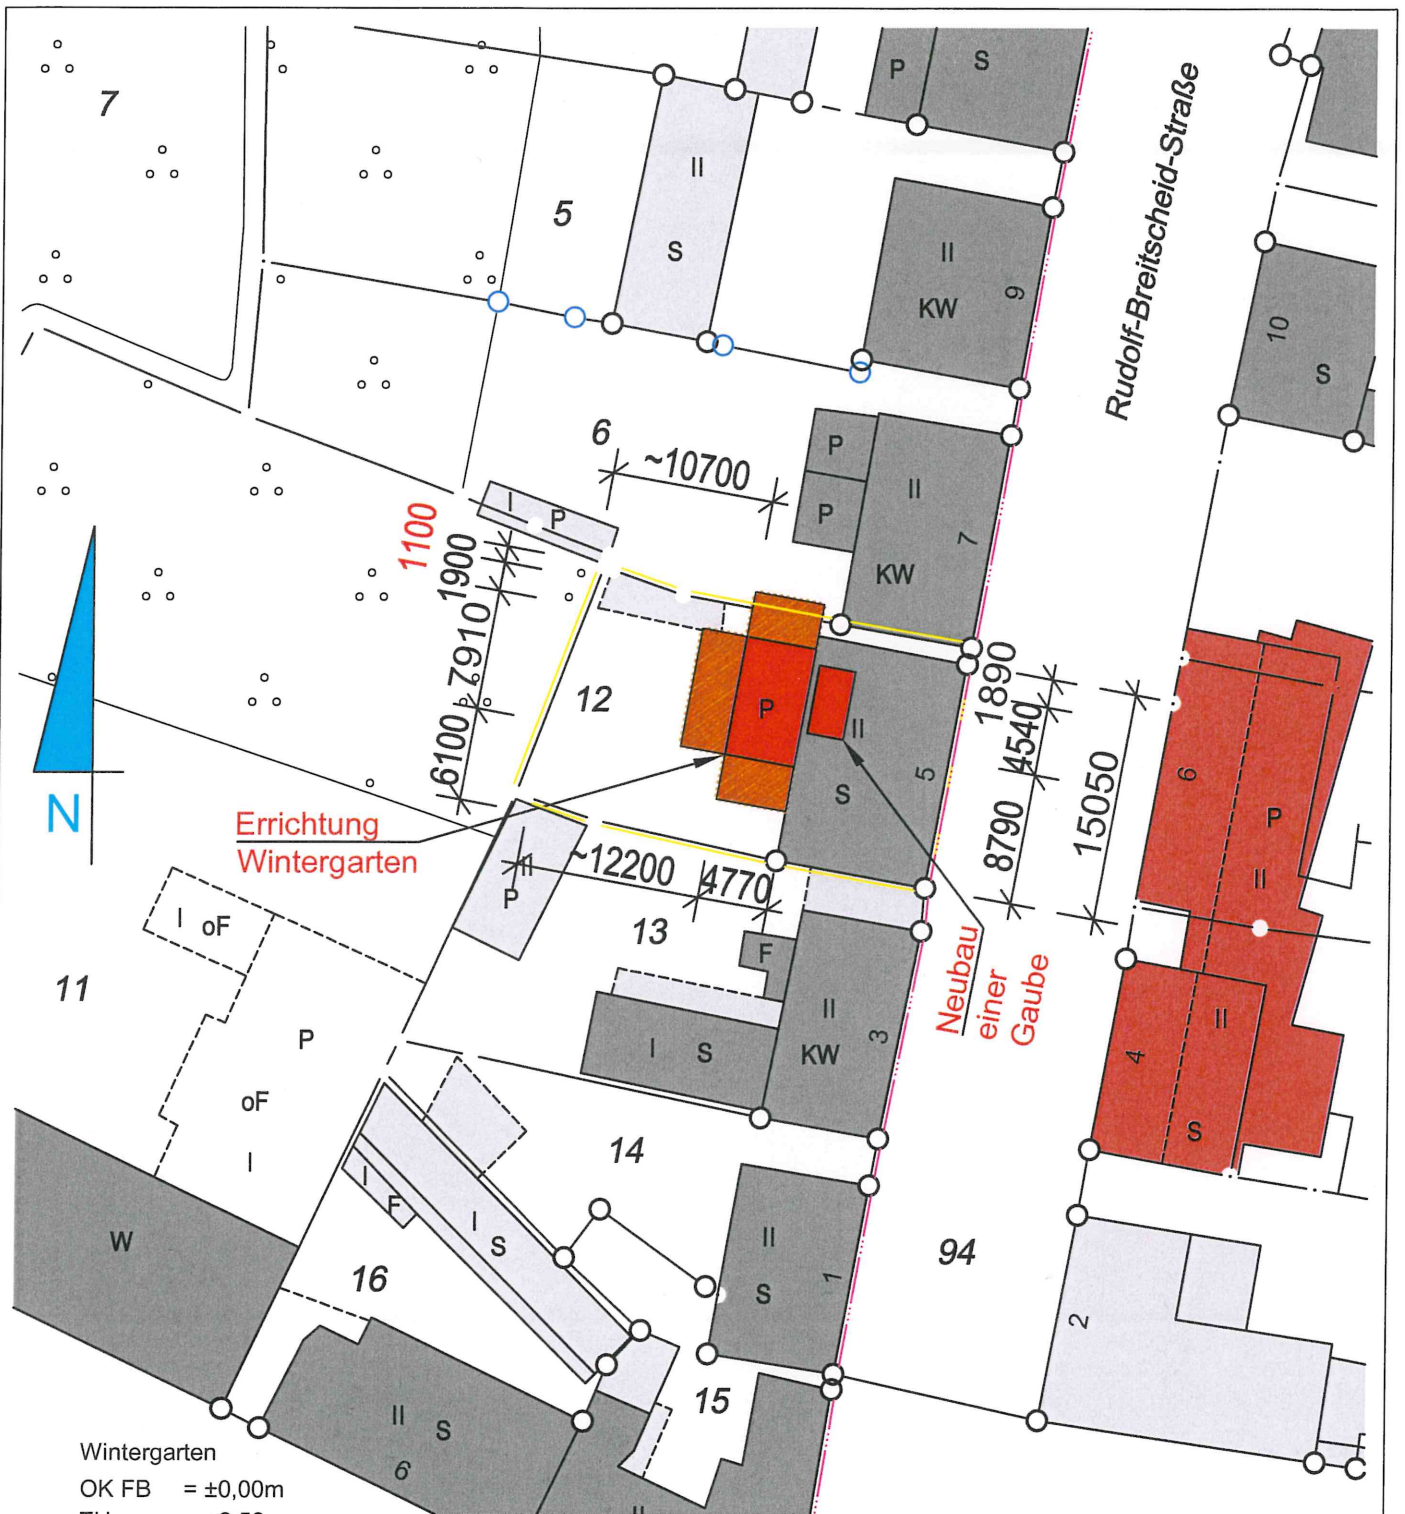 7
P
S
Rudolf-Breitscheid-Straße
II
5
S
II
KW
9
10
S
6
~10700
P
P
II
KW
7
I
P
1100
1900
7910
6100
12
P
II
S
5
1890
4540
8790
15050
6
P
II
N
Errichtung
Wintergarten
~12200
4770
II
P
13
F
Neubau
einer
Gaube
I oF
11
P
oF
I
I S
II
KW
3
II
4
S
14
I
F
I
S
W
16
II
S
1
94
2
15
II S
6
II
Wintergarten
OK FB = ±0,00m